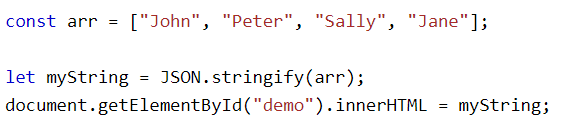 const arr = ["John", "Peter", "Sally", "Jane"];
let myString = JSON.stringify(arr);
document.getElementById("demo").innerHTML = myString;